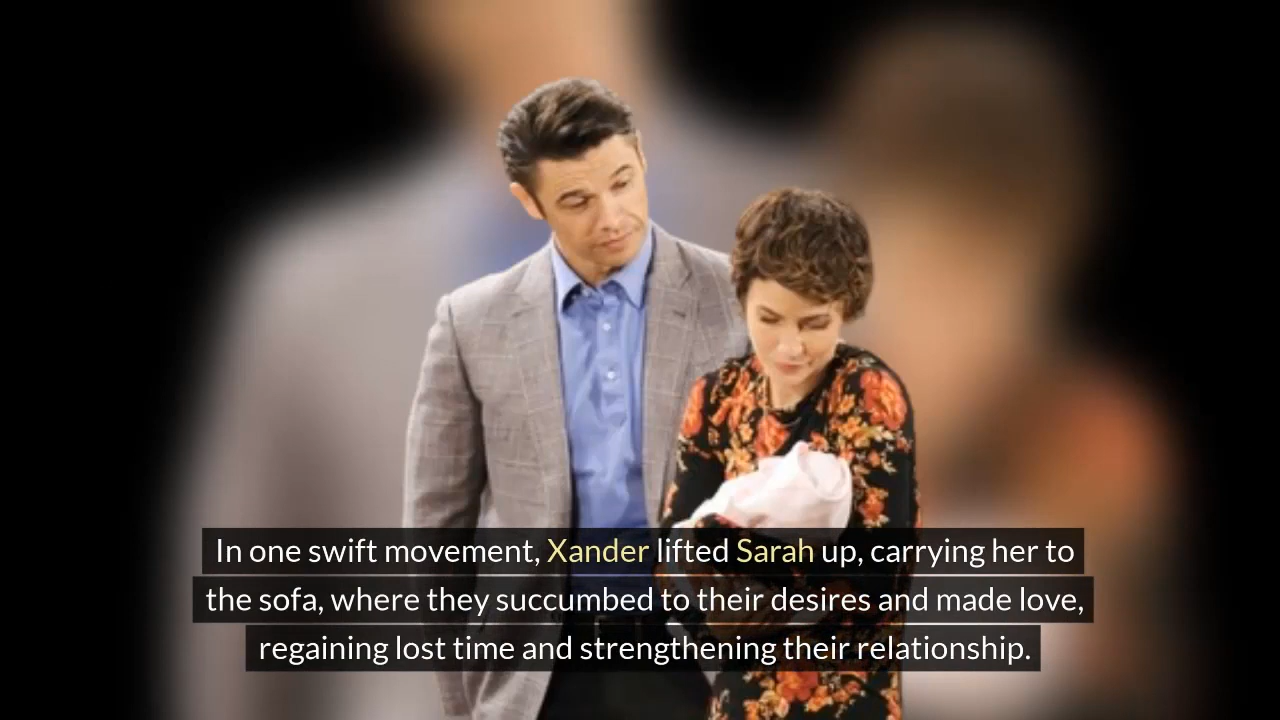 In one swift movement, Xander lifted Sarah up, carrying her to
the sofa, where they succumbed to their desires and made love,
regaining lost time and strengthening their relationship.